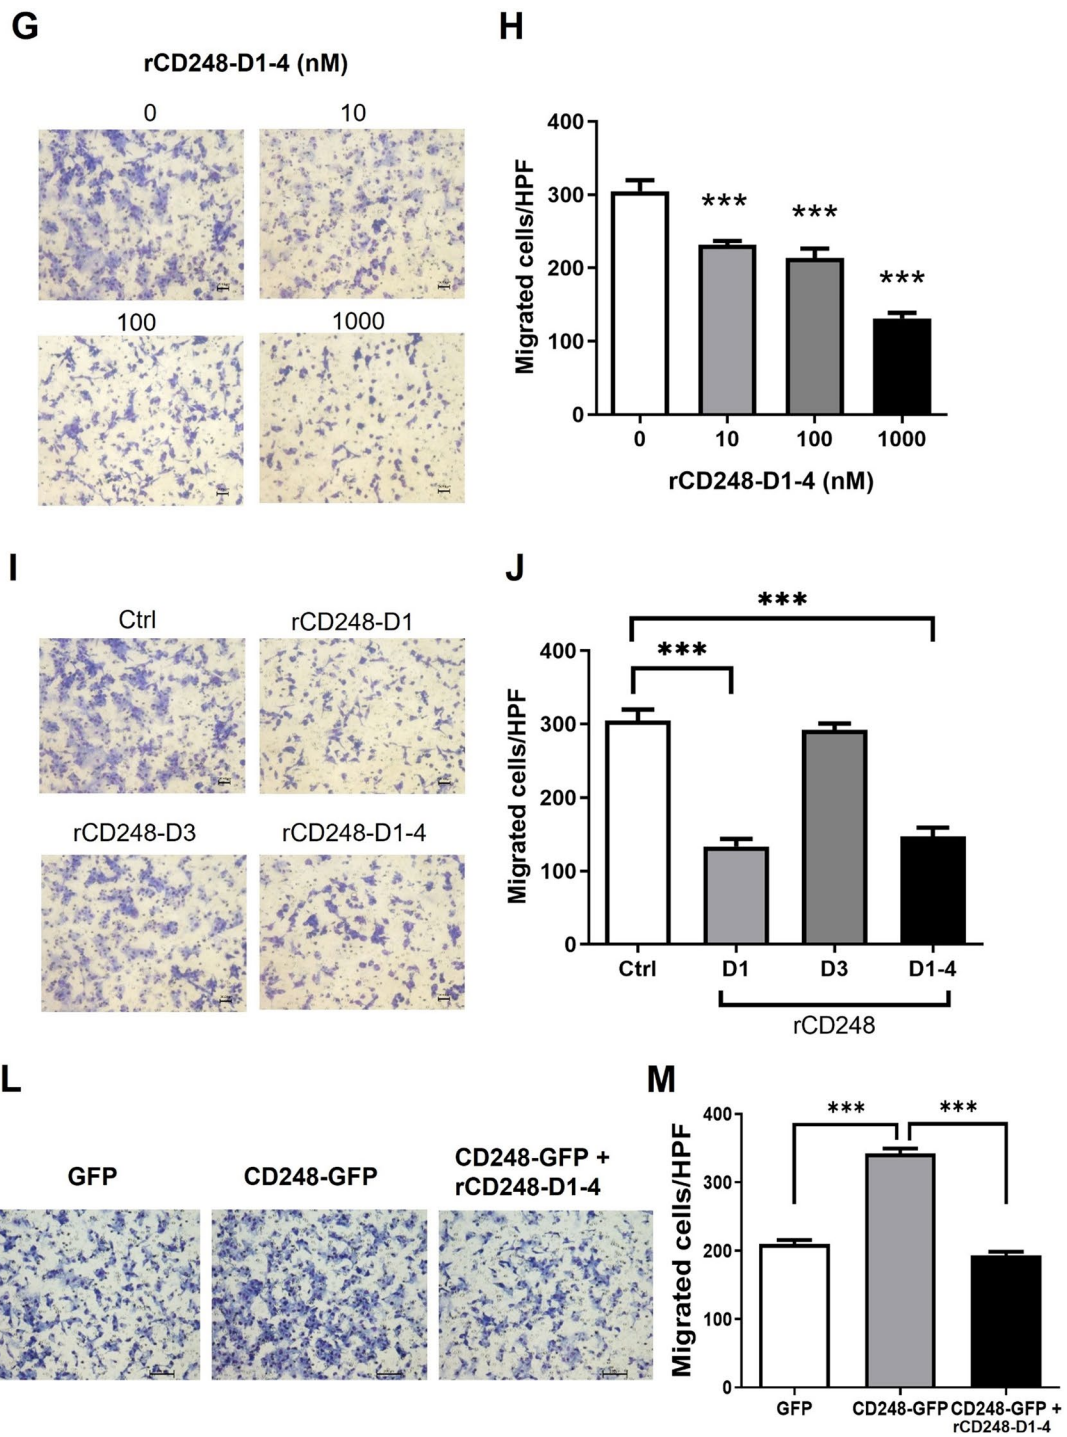 G
rCD248-D1-4 (nM)
0
10
100
1000
H
Migrated cells/HPF
400
300
200
100
0
***
***
***
0
10
100
1000
rCD248-D1-4 (nM)
I
Ctrl
rCD248-D1
rCD248-D3
rCD248-D1-4
J
Migrated cells/HPF
400
300
200
100
0
***
***
Ctrl
D1
D3
D1-4
rCD248
L
GFP
CD248-GFP
CD248-GFP +
rCD248-D1-4
M
Migrated cells/HPF
400
300
200
100
0
***
***
GFP
CD248-GFP
CD248-GFP +
rCD248-D1-4